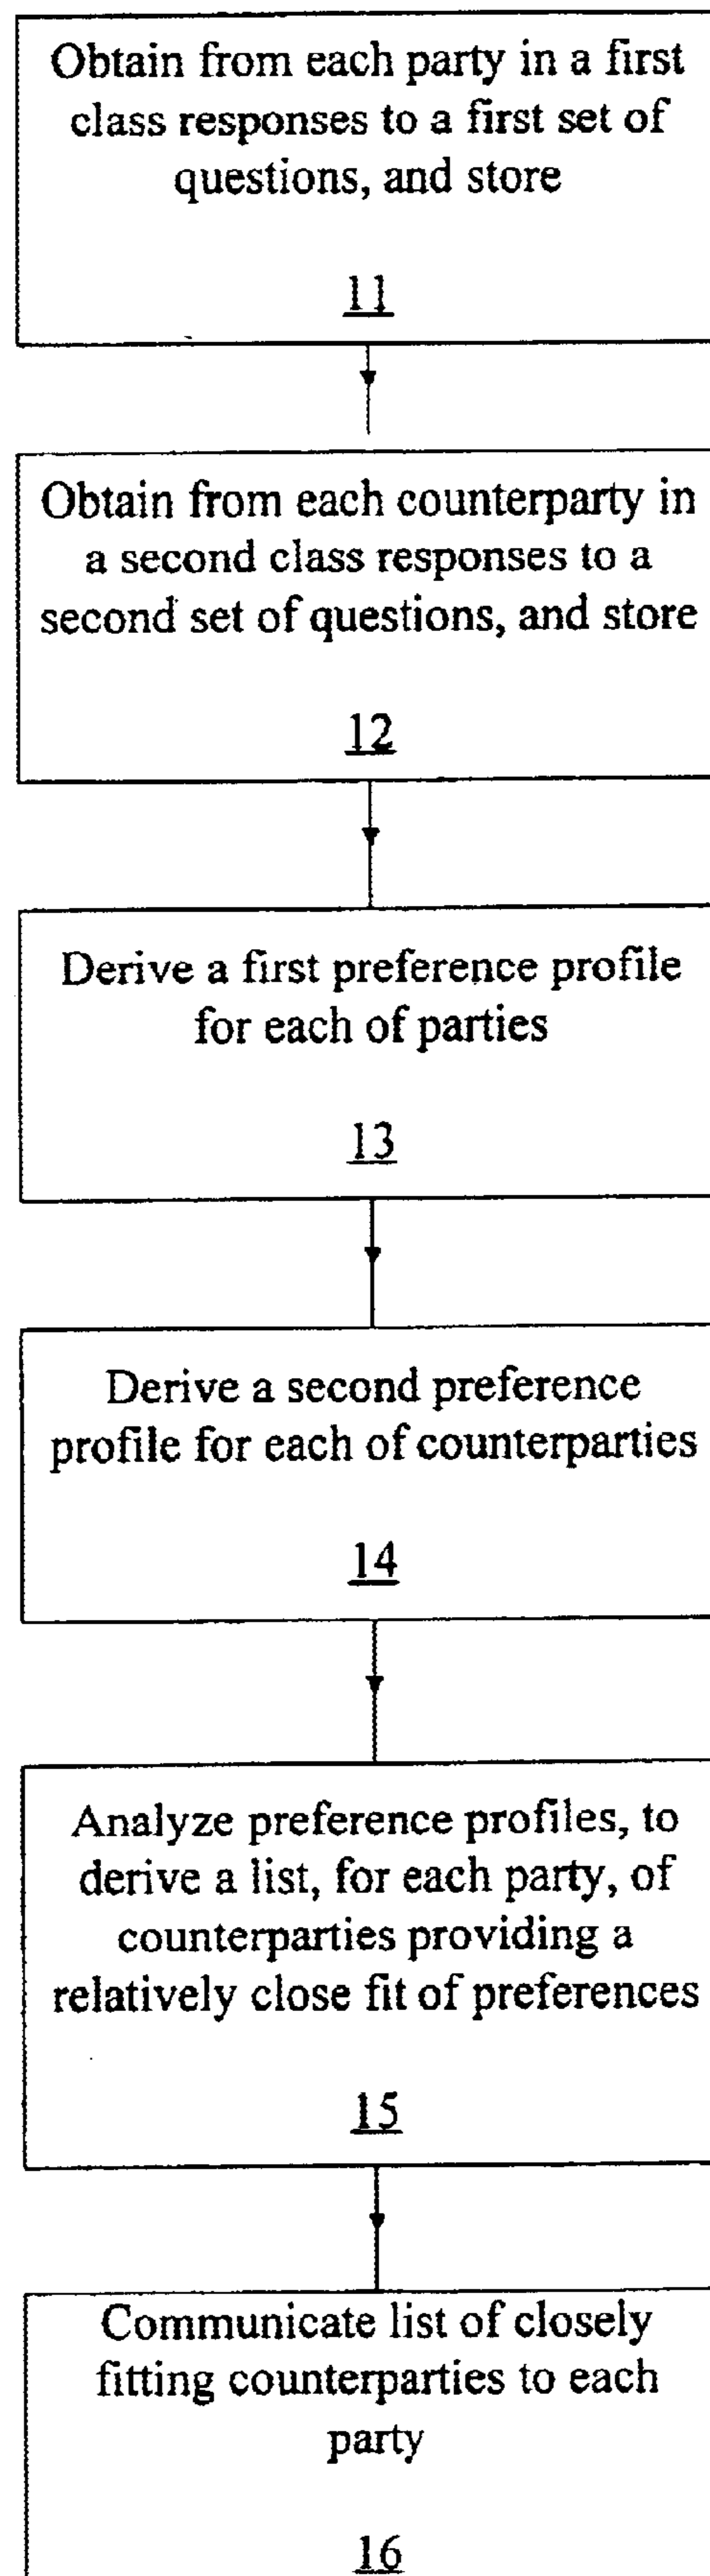 Obtain from each party in a first
class responses to a first set of
questions, and store
11
Obtain from each counterparty in
a second class responses to a
second set of questions, and store
12
Derive a first preference profile
for each of parties
13
Derive a second preference
profile for each of counterparties
14
Analyze preference profiles, to
derive a list, for each party, of
counterparties providing a
relatively close fit of preferences
15
Communicate list of closely
fitting counterparties to each
party
16